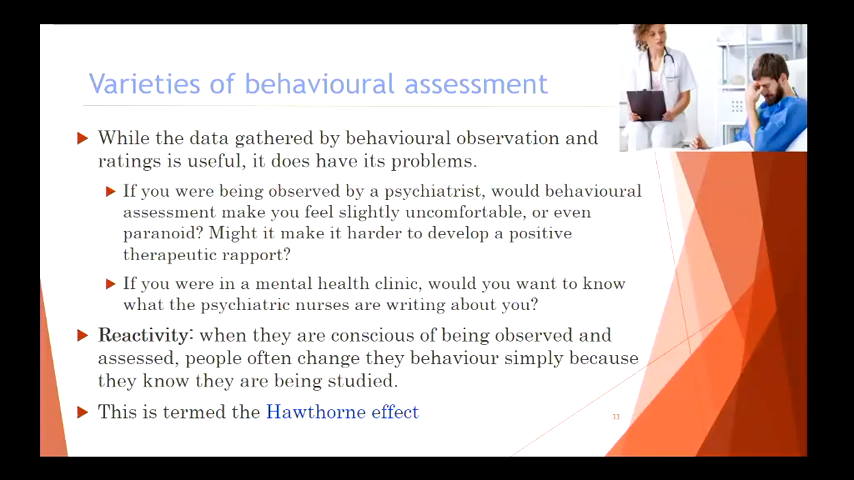 Varieties of behavioural assessment
While the data gathered by behavioural observation and
ratings is useful, it does have its problems.
If you were being observed by a psychiatrist, would behavioural
assessment make you feel slightly uncomfortable, or even
paranoid? Might it make it harder to develop a positive
therapeutic rapport?
If you were in a mental health clinic, would you want to know
what the psychiatric nurses are writing about you?
Reactivity: when they are conscious of being observed and
assessed, people often change they behaviour simply because
they know they are being studied.
This is termed the Hawthorne effect